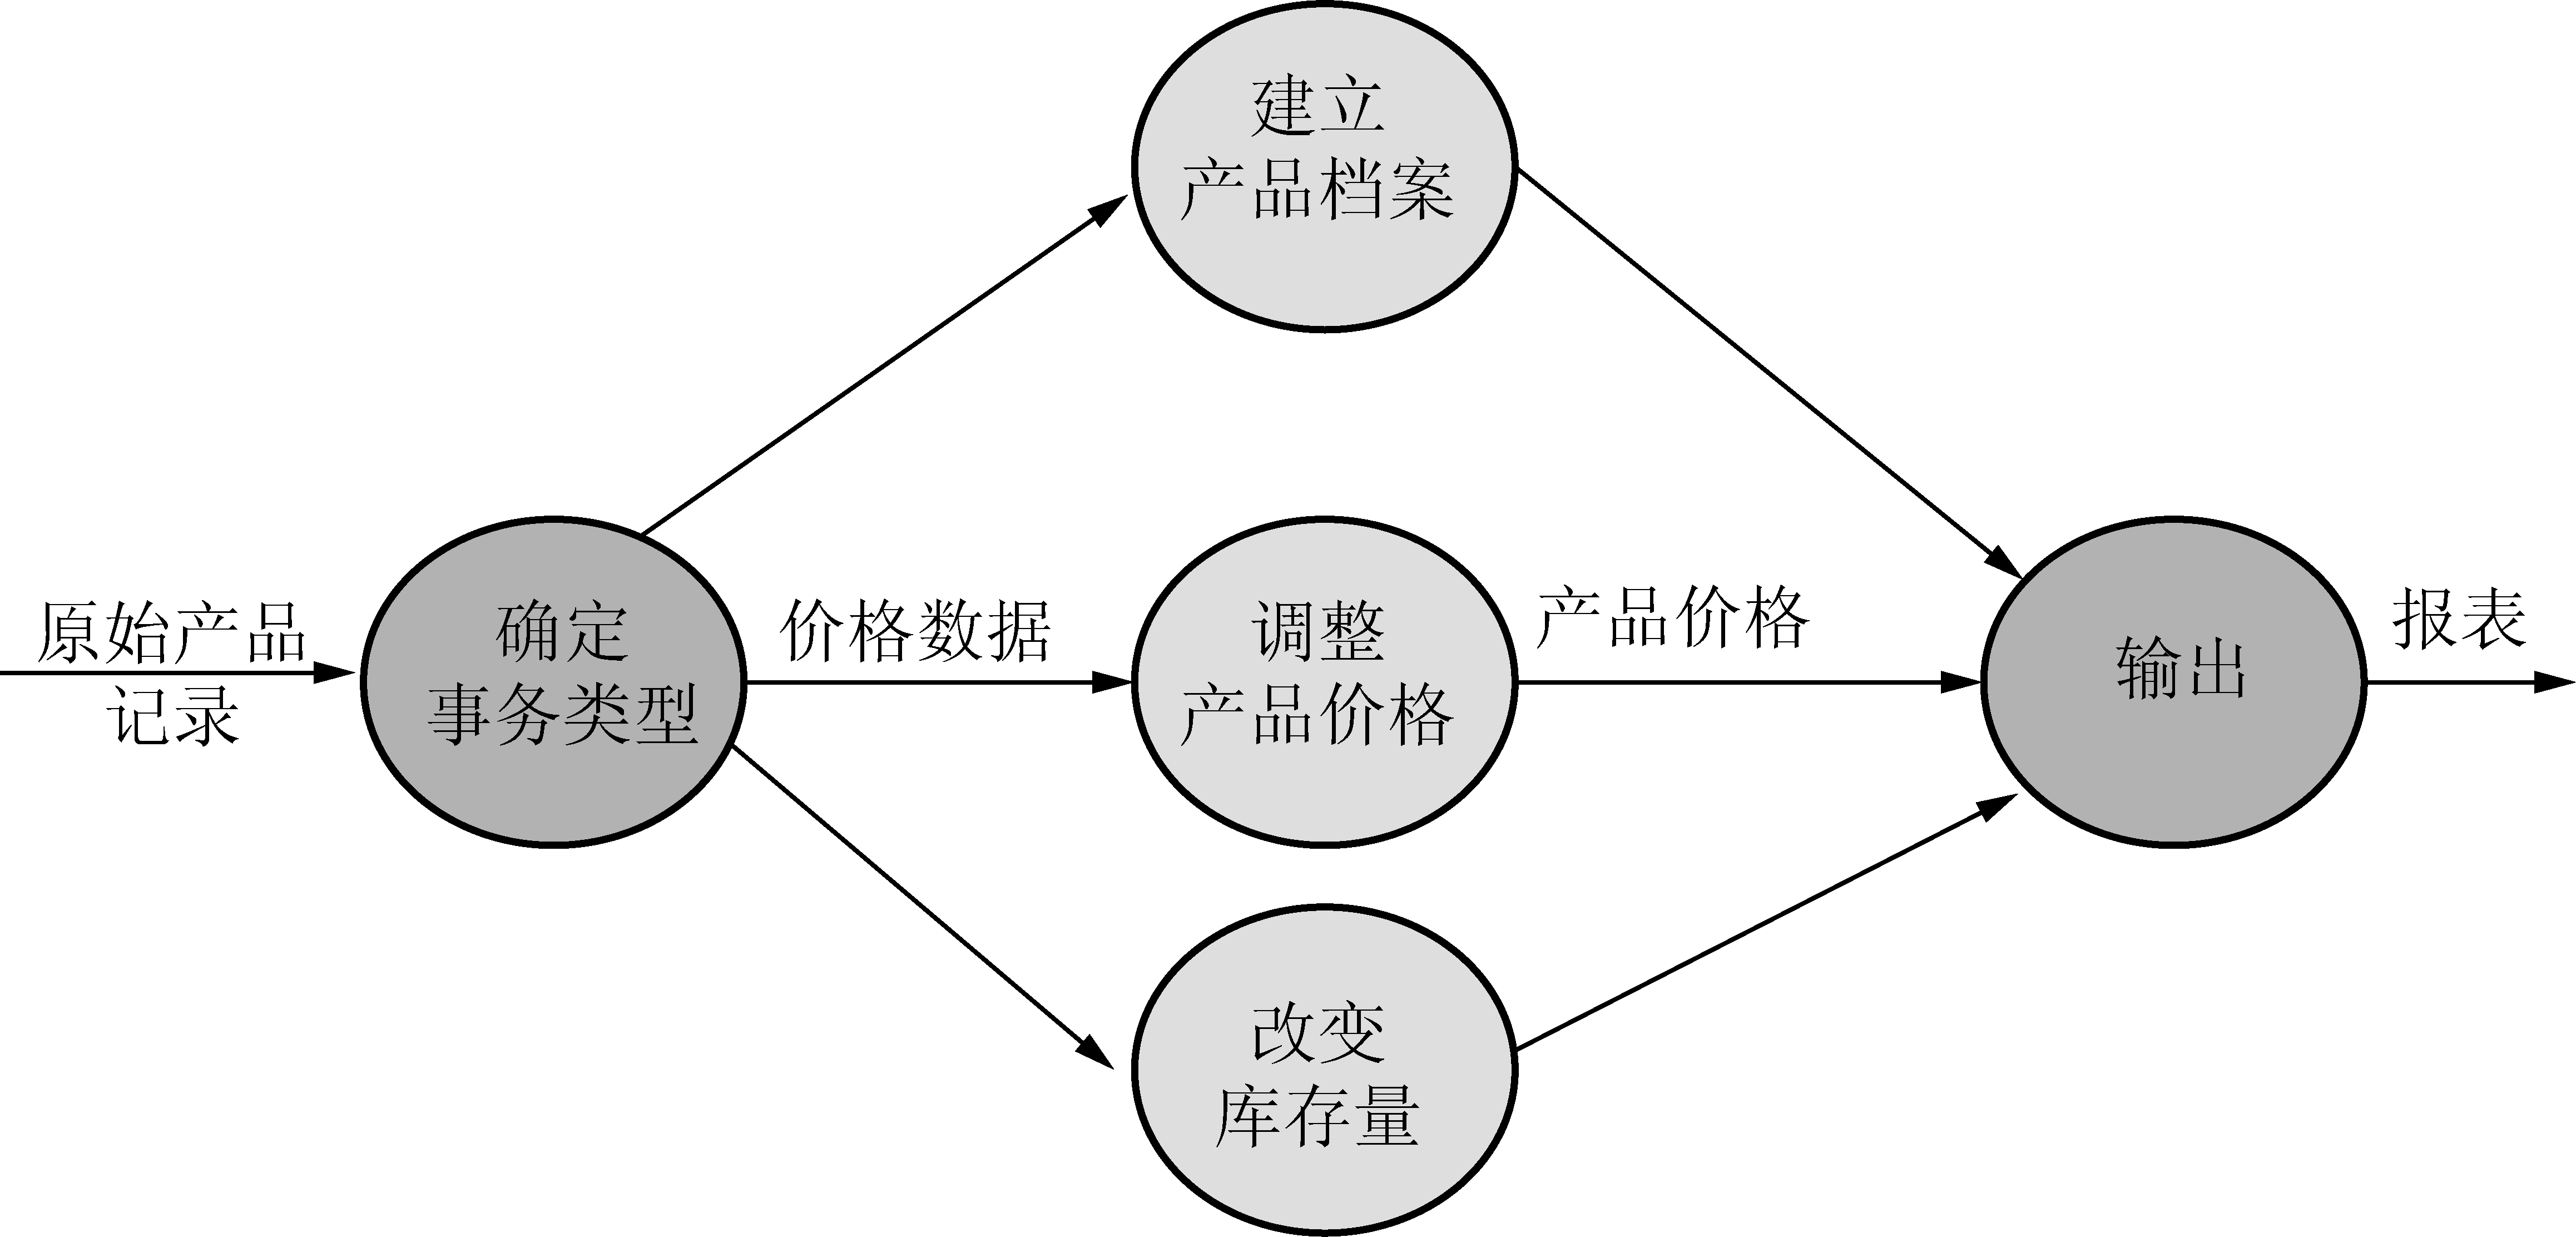 建立
产品档案
原始产品
记录
确定
事务类型
价格数据
调整
产品价格
产品价格
输出
报表
改变
库存量